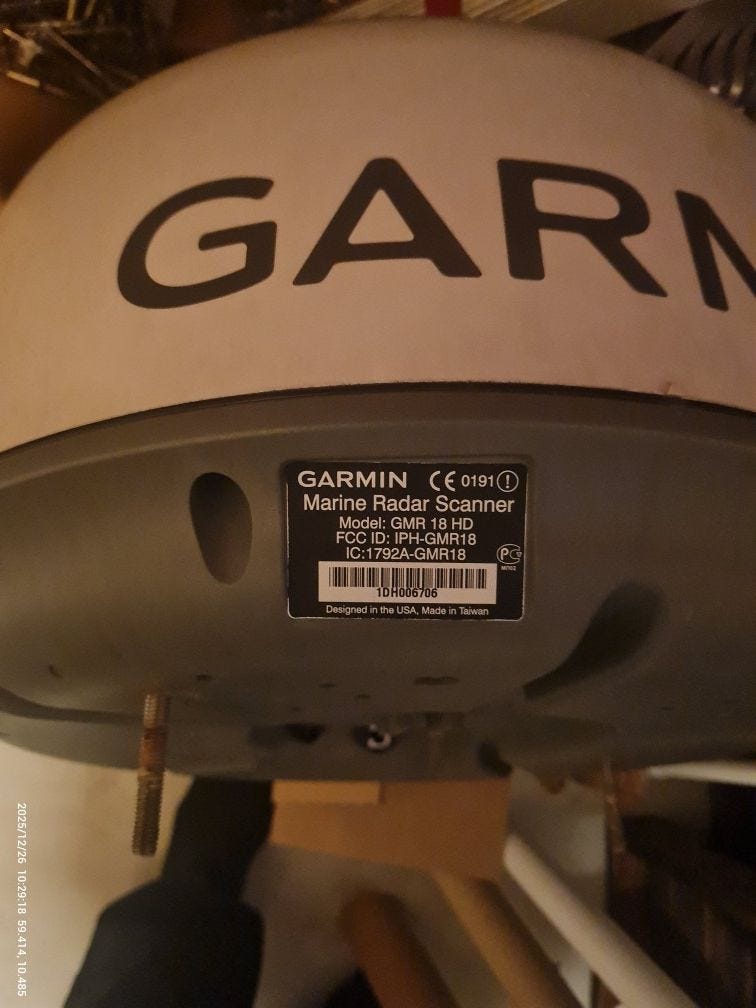 GARM
GARMIN CE 0191
Marine Radar Scanner
Model: GMR 18 HD
FCC ID: IPH-GMR18
IC:1792A-GMR18
1DH006706
Designed in the USA, Made in Taiwan
2025/12/26 10:29:18 59.414, 10.485